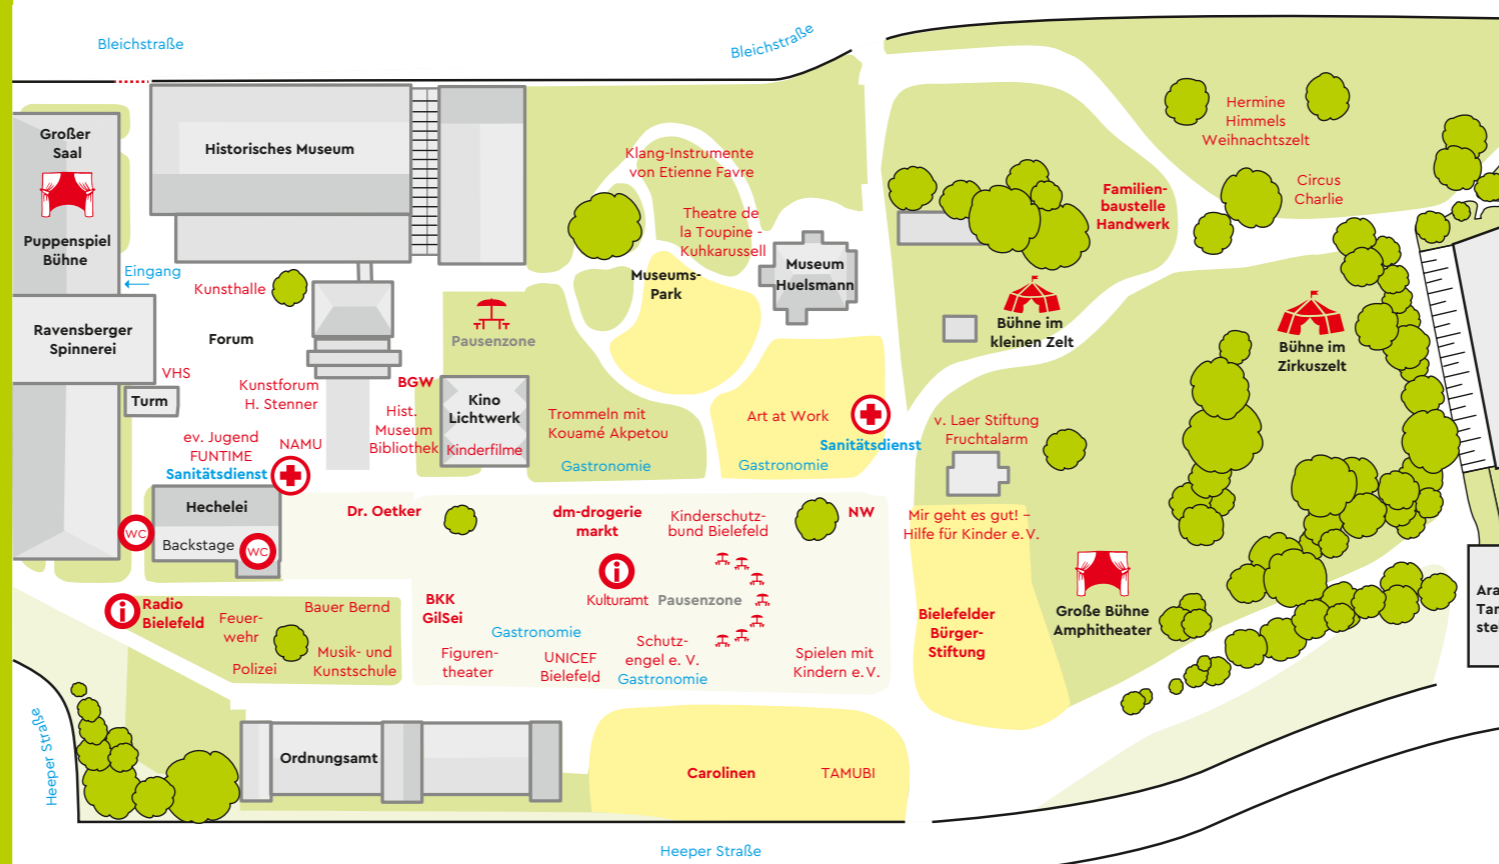 Bleichstraße
Bleichstraße
Großer
Saal
Puppenspiel
Bühne
Eingang
Ravensberger
Spinnerei
Historisches Museum
Kunsthalle
Forum
VHS
Turm
Kunstforum
H. Stenner
ev. Jugend
FUNTIME
NAMU
Sanitätsdienst
BGW
Hist.
Museum
Bibliothek
Pausenzone
Kino
Lichtwerk
Kinderfilme
Klang-Instrumente
von Etienne Favre
Theatre de
la Toupine -
Kuhkarussell
Museums-
Park
Museum
Huelsmann
Trommeln mit
Kouamé Akpetou
Gastronomie
Art at Work
Sanitätsdienst
Gastronomie
Hermine
Himmels
Weihnachtszelt
Circus
Charlie
Familien-
baustelle
Handwerk
Bühne im
kleinen Zelt
Bühne im
Zirkuszelt
v. Laer Stiftung
Fruchtalarm
Mir geht es gut! –
Hilfe für Kinder e. V.
Große Bühne
Amphitheater
Bielefelder
Bürger-
Stiftung
Hechelei
Backstage
WC
WC
Dr. Oetker
dm-drogerie
markt
Kinderschutz-
bund Bielefeld
NW
i
Kulturamt
Pausenzone
BKK
GilSei
Gastronomie
Figuren-
theater
UNICEF
Bielefeld
Schutz-
engel e. V.
Gastronomie
Spielen mit
Kindern e. V.
i
Radio
Bielefeld
Feuer-
wehr
Bauer Bernd
Polizei
Musik- und
Kunstschule
Ordnungsamt
Carolinen
TAMUBI
Heeper Straße
Heeper Straße
Ara
Tan
ste